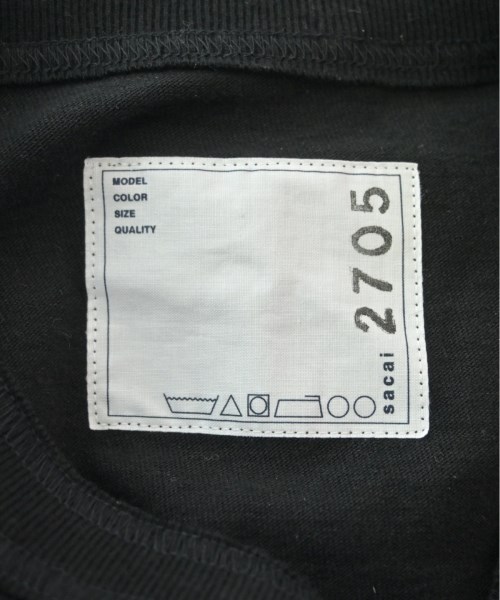 MODEL
COLOR
SIZE
QUALITY
sacai 2705